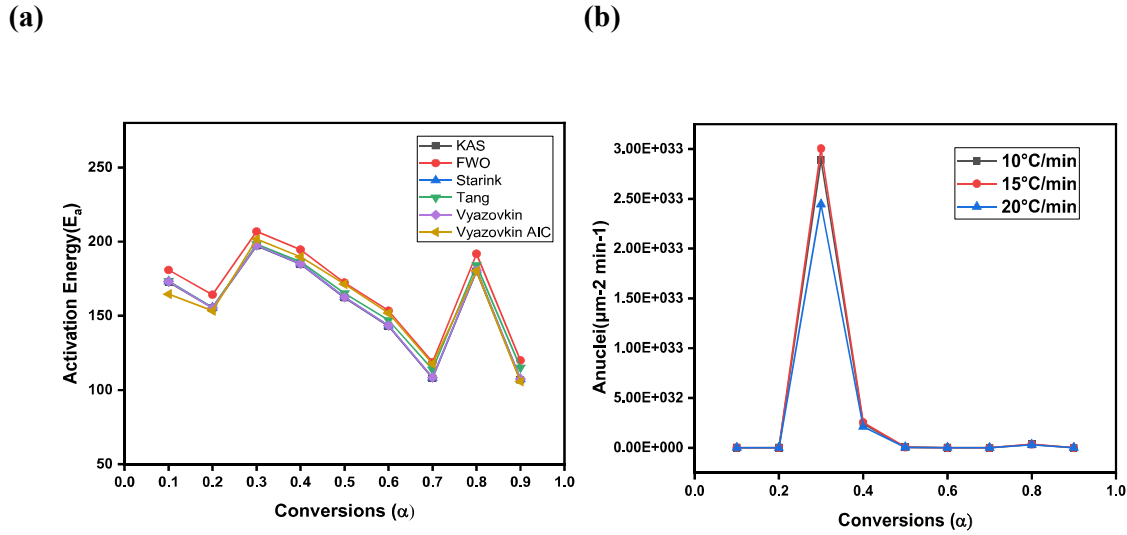 (a)
(b)
250
200
150
100
50
0.0 0.1 0.2 0.3 0.4 0.5 0.6 0.7 0.8 0.9 1.0
Activation Energy(Eₐ)
Conversions (α)
KAS
FWO
Starink
Tang
Vyazovkin
Vyazovkin AIC
3.00E+033
2.50E+033
2.00E+033
1.50E+033
1.00E+033
5.00E+032
0.00E+000
0.0 0.2 0.4 0.6 0.8 1.0
Anuclei(µm-2 min-1)
Conversions (α)
10°C/min
15°C/min
20°C/min